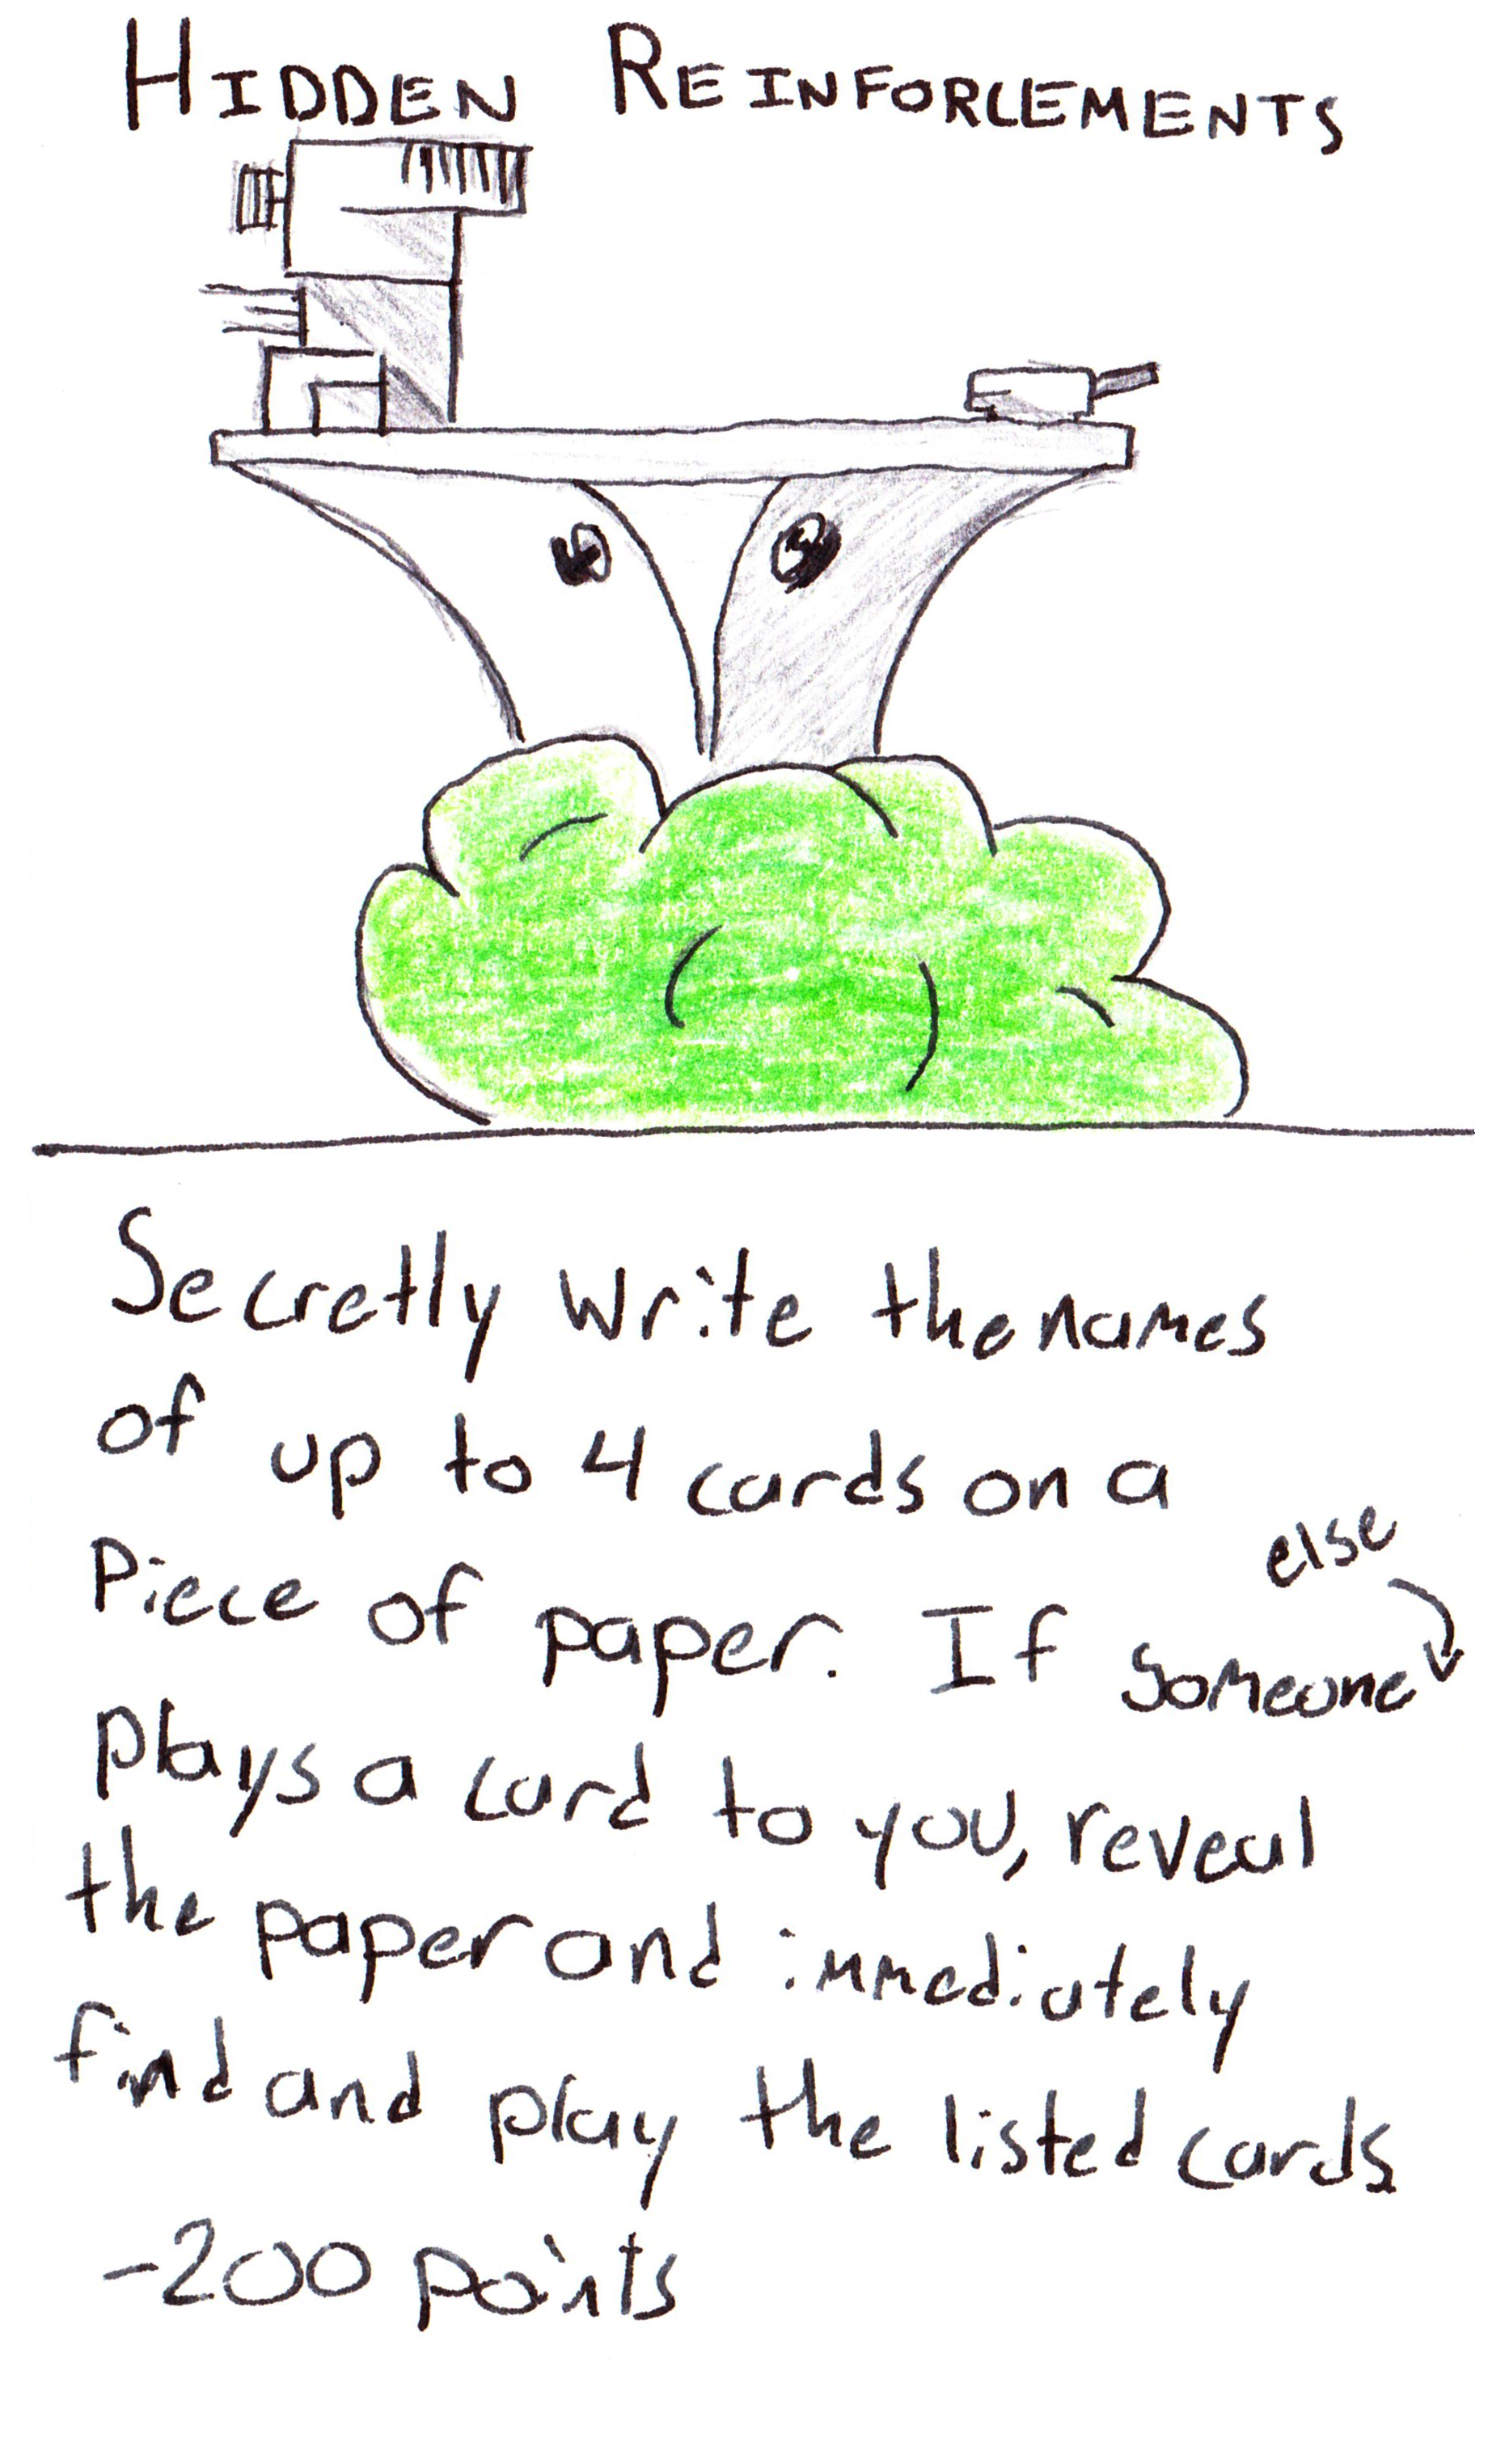 HIDDEN REINFORCEMENTS
Secretly write the names
of up to 4 cards on a
Piece of paper. If someone
else
plays a card to you, reveal
the paper and immediately
find and play the listed cards
-200 points